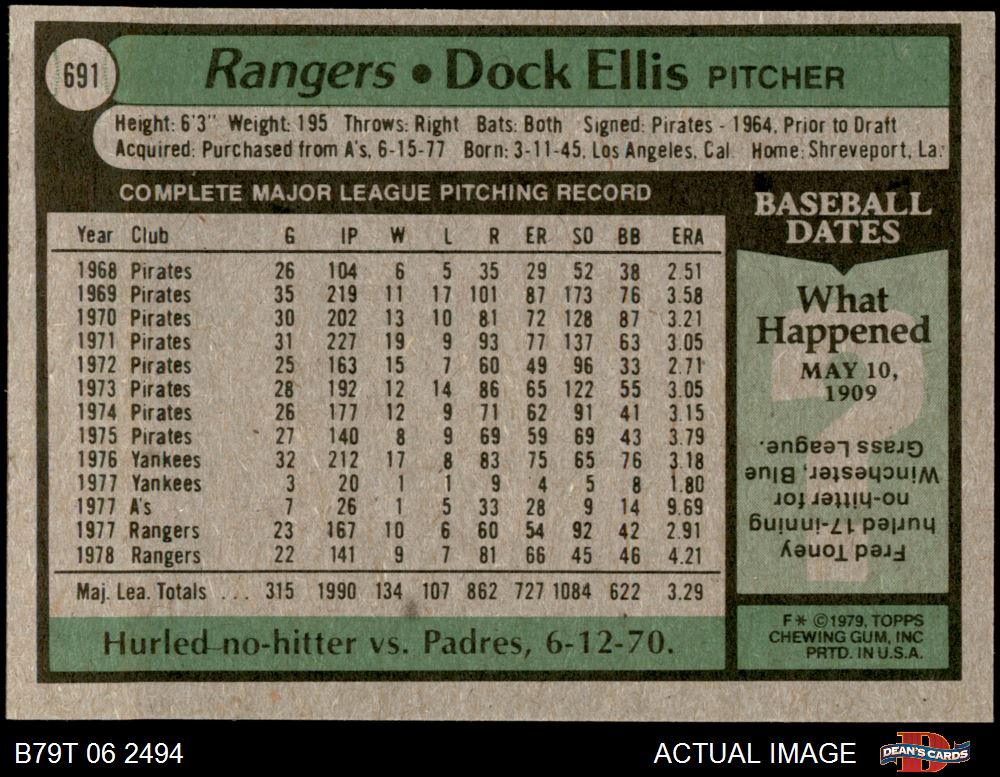 691
Rangers • Dock Ellis PITCHER
Height: 6'3" Weight: 195 Throws: Right Bats: Both Signed: Pirates - 1964, Prior to Draft
Acquired: Purchased from A's, 6-15-77 Born: 3-11-45, Los Angeles, Cal. Home: Shreveport, La.
COMPLETE MAJOR LEAGUE PITCHING RECORD
Year Club G IP W L R ER SO BB ERA
1968 Pirates 26 104 6 5 35 29 52 38 2.51
1969 Pirates 35 219 11 17 101 87 173 76 3.58
1970 Pirates 30 202 13 10 81 72 128 87 3.21
1971 Pirates 31 227 19 9 93 77 137 63 3.05
1972 Pirates 25 163 15 7 60 49 96 33 2.71
1973 Pirates 28 192 12 14 86 65 122 55 3.05
1974 Pirates 26 177 12 9 71 62 91 41 3.15
1975 Pirates 27 140 8 9 69 59 69 43 3.79
1976 Yankees 32 212 17 8 83 75 65 76 3.18
1977 Yankees 3 20 1 1 9 4 5 8 1.80
1977 A's 7 26 1 5 33 28 9 14 9.69
1977 Rangers 23 167 10 6 60 54 92 42 2.91
1978 Rangers 22 141 9 7 81 66 45 46 4.21
Maj. Lea. Totals ... 315 1990 134 107 862 727 1084 622 3.29
Hurled no-hitter vs. Padres, 6-12-70.
BASEBALL
DATES
What
Happened
MAY 10,
1909
Fred Toney
hurled 17-inning
no-hitter for
Winchester, Blue
Grass League.
F* ©1979, TOPPS
CHEWING GUM, INC
PRTD. IN U.S.A.
B79T 06 2494
ACTUAL IMAGE
DEAN'S CARDS